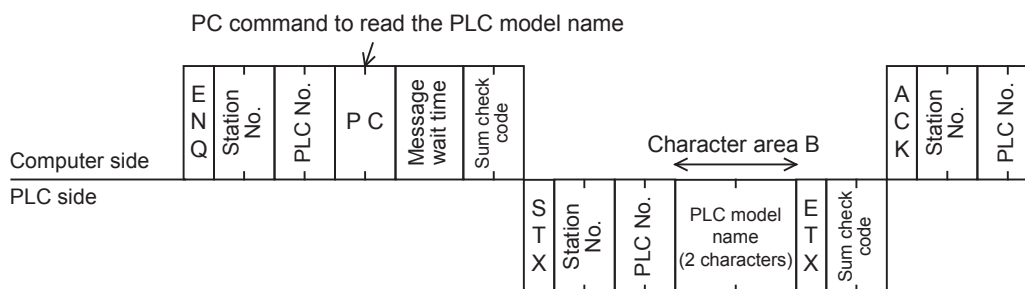 PC command to read the PLC model name
E
N
Q
Station
No.
PLC No.
P C
Message
wait time
Sum check
code
A
C
K
Station
No.
PLC No.
Computer side
Character area B
PLC side
S
T
X
Station
No.
PLC No.
PLC model
name
(2 characters)
E
T
X
Sum check
code